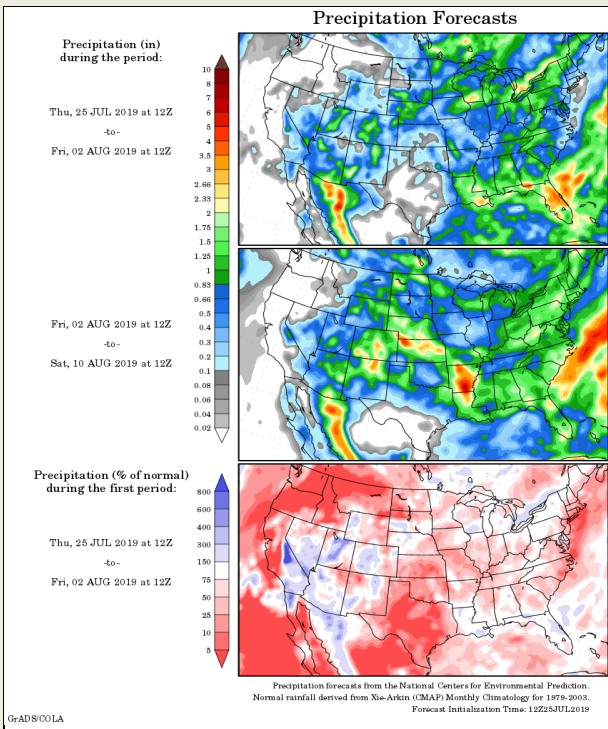 Precipitation Forecasts
Precipitation (in)
during the period:
Thu, 25 JUL 2019 at 12Z
-to-
Fri, 02 AUG 2019 at 12Z
10
8
7
6
5
4
3.5
3
2.66
2.33
2
1.75
1.5
1.25
1
0.83
0.66
0.5
0.4
0.3
0.2
0.1
0.08
0.06
0.04
0.02
Fri, 02 AUG 2019 at 12Z
-to-
Sat, 10 AUG 2019 at 12Z
Precipitation (% of normal)
during the first period:
Thu, 25 JUL 2019 at 12Z
-to-
Fri, 02 AUG 2019 at 12Z
800
600
400
300
150
75
50
25
10
5
Precipitation forecasts from the National Centers for Environmental Prediction.
Normal rainfall derived from Xie-Arkin (CMAP) Monthly Climatology for 1979-2003.
Forecast Initialization Time: 12Z25JUL2019
GrADS/COLA